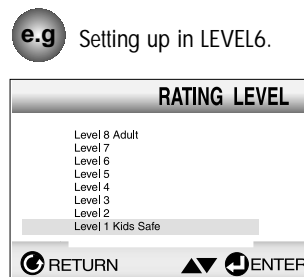 e.g Setting up in LEVEL6.
RATING LEVEL
Level 8 Adult
Level 7
Level 6
Level 5
Level 4
Level 3
Level 2
Level 1 Kids Safe
RETURN ENTER